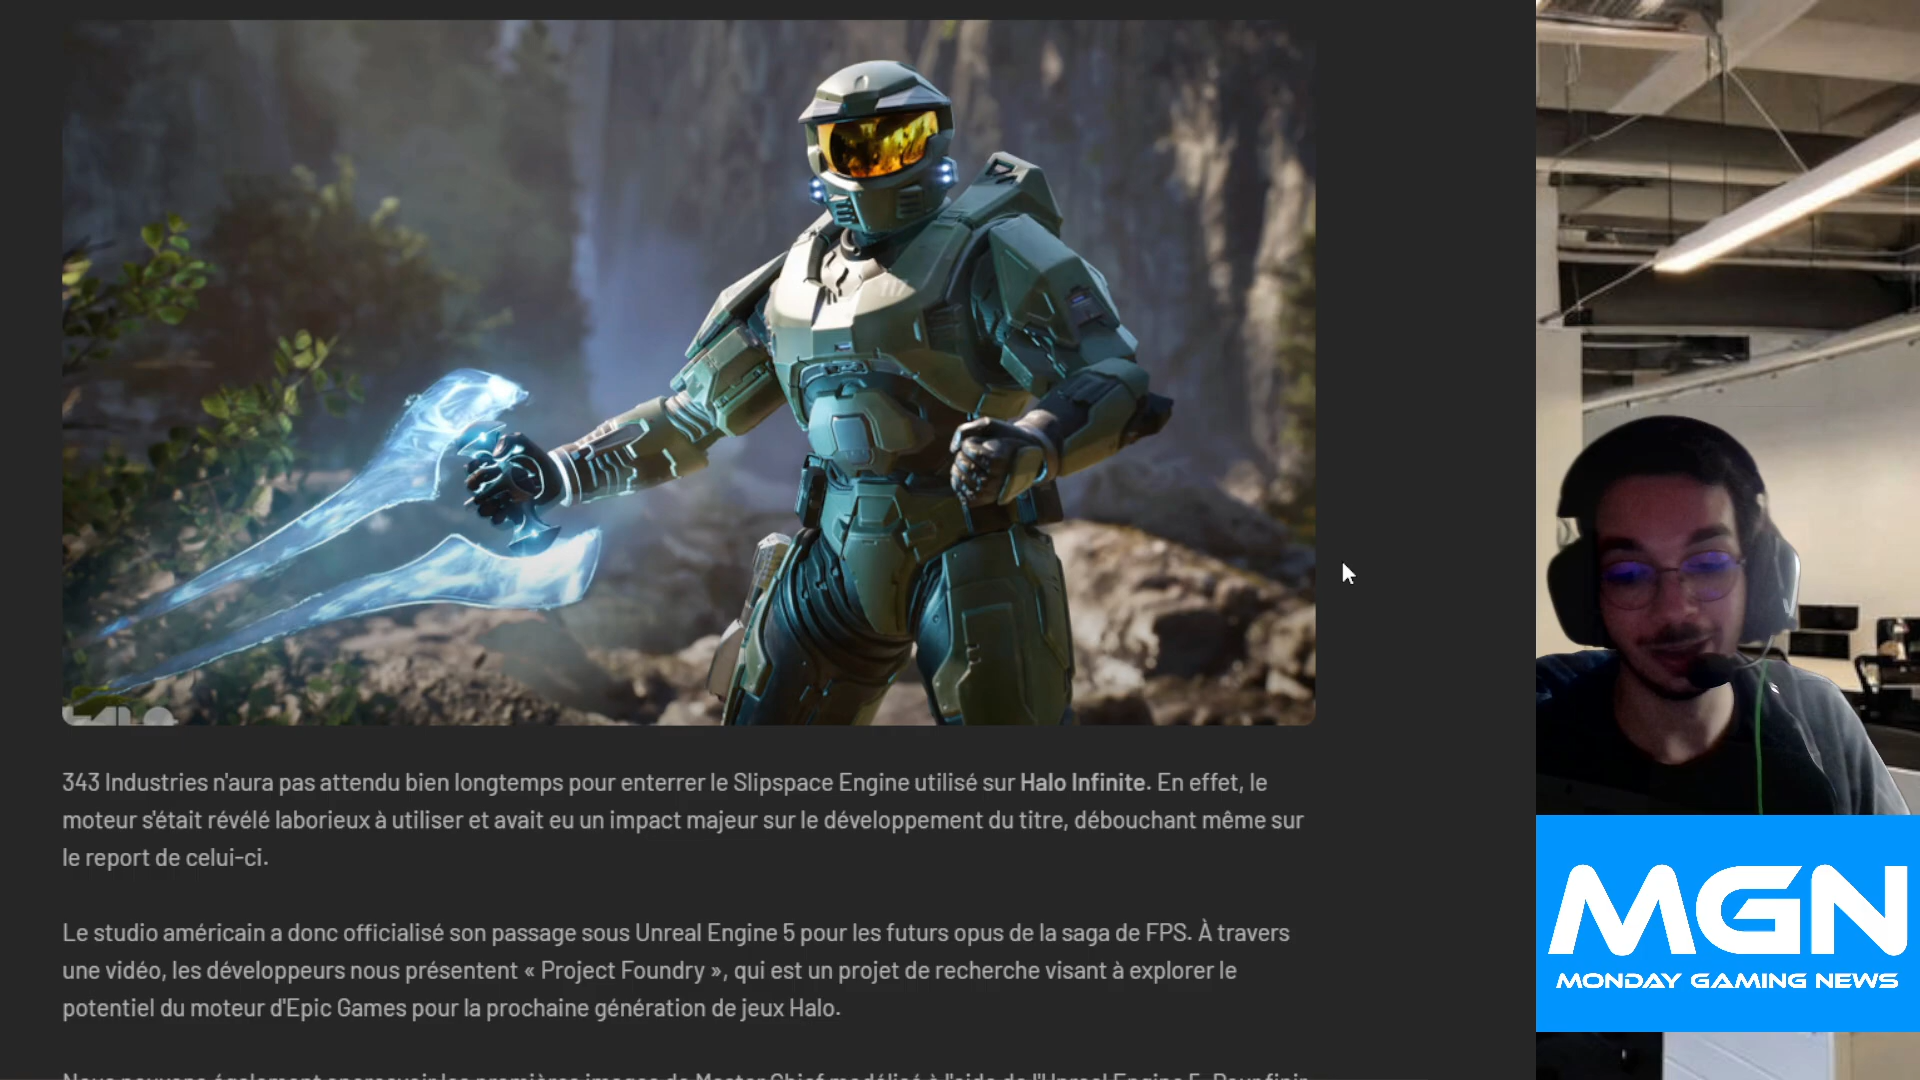 343 Industries n'aura pas attendu bien longtemps pour enterrer le Slipspace Engine utilisé sur Halo Infinite. En effet, le
moteur s'était révélé laborieux à utiliser et avait eu un impact majeur sur le développement du titre, débouchant même sur
le report de celui-ci.
Le studio américain a donc officialisé son passage sous Unreal Engine 5 pour les futurs opus de la saga de FPS. À travers
une vidéo, les développeurs nous présentent « Project Foundry », qui est un projet de recherche visant à explorer le
potentiel du moteur d'Epic Games pour la prochaine génération de jeux Halo.
MGN
MONDAY GAMING NEWS